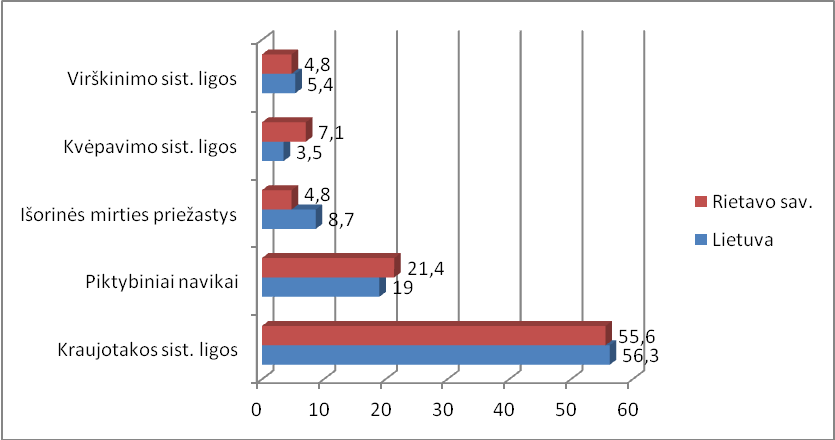 Virškinimo sist. ligos
4,8
5,4
Kvėpavimo sist. ligos
7,1
3,5
Išorinės mirties priežastys
4,8
8,7
Piktybiniai navikai
21,4
19
Kraujotakos sist. ligos
55,6
56,3
0 10 20 30 40 50 60
Rietavo sav.
Lietuva